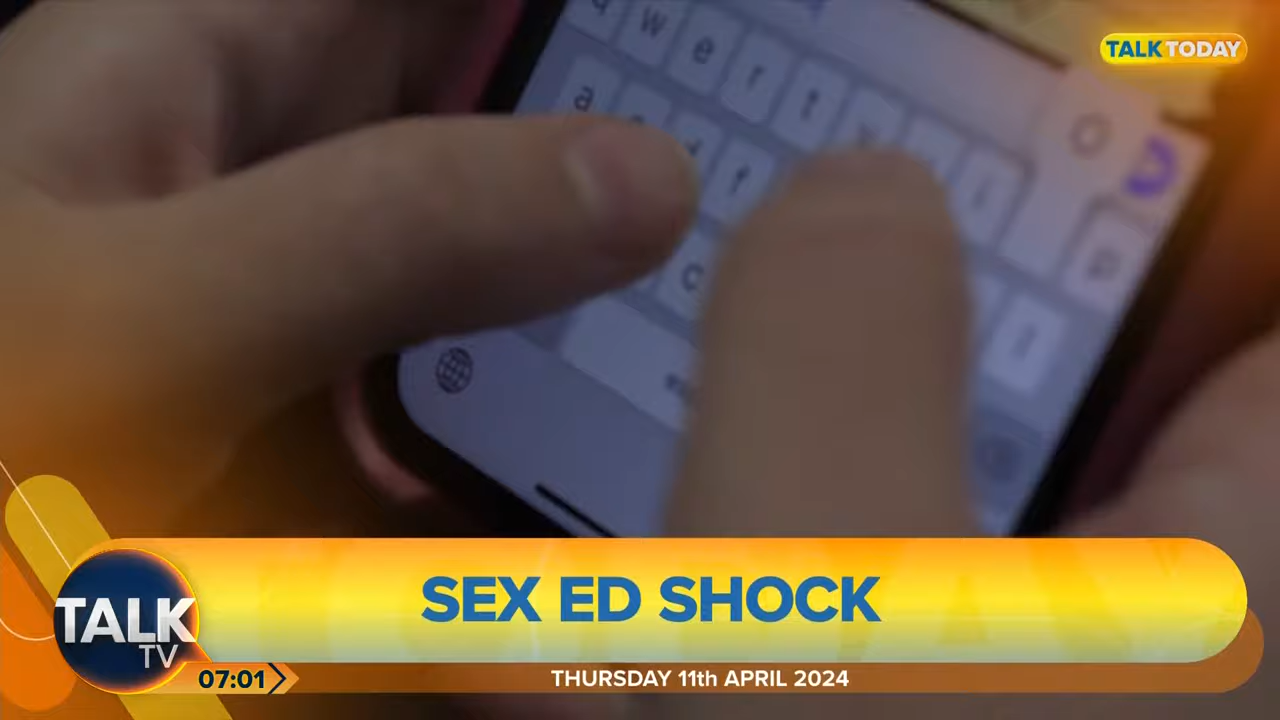 TALK TODAY
q w e r t
a
f
c
SEX ED SHOCK
TALK
TV
07:01
THURSDAY 11th APRIL 2024